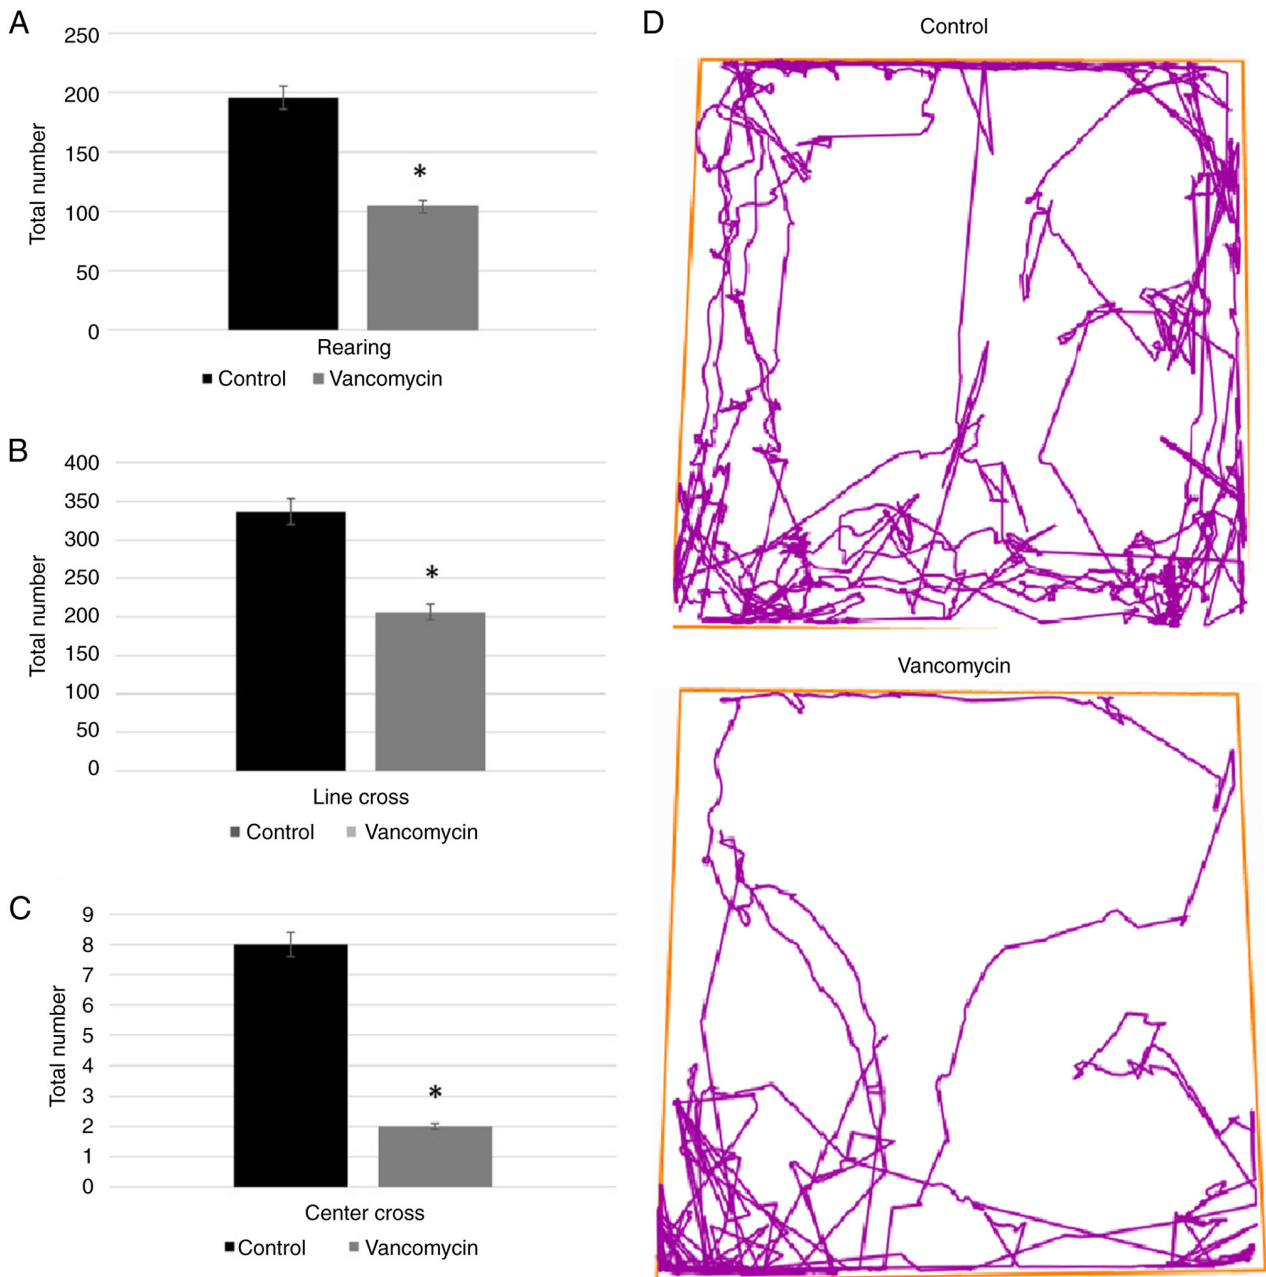 A
250
200
150
100
50
0
Total number
*
Rearing
Control Vancomycin
B
400
350
300
250
200
150
100
50
0
Total number
*
Line cross
Control Vancomycin
C
9
8
7
6
5
4
3
2
1
0
Total number
*
Center cross
Control Vancomycin
D
Control
Vancomycin